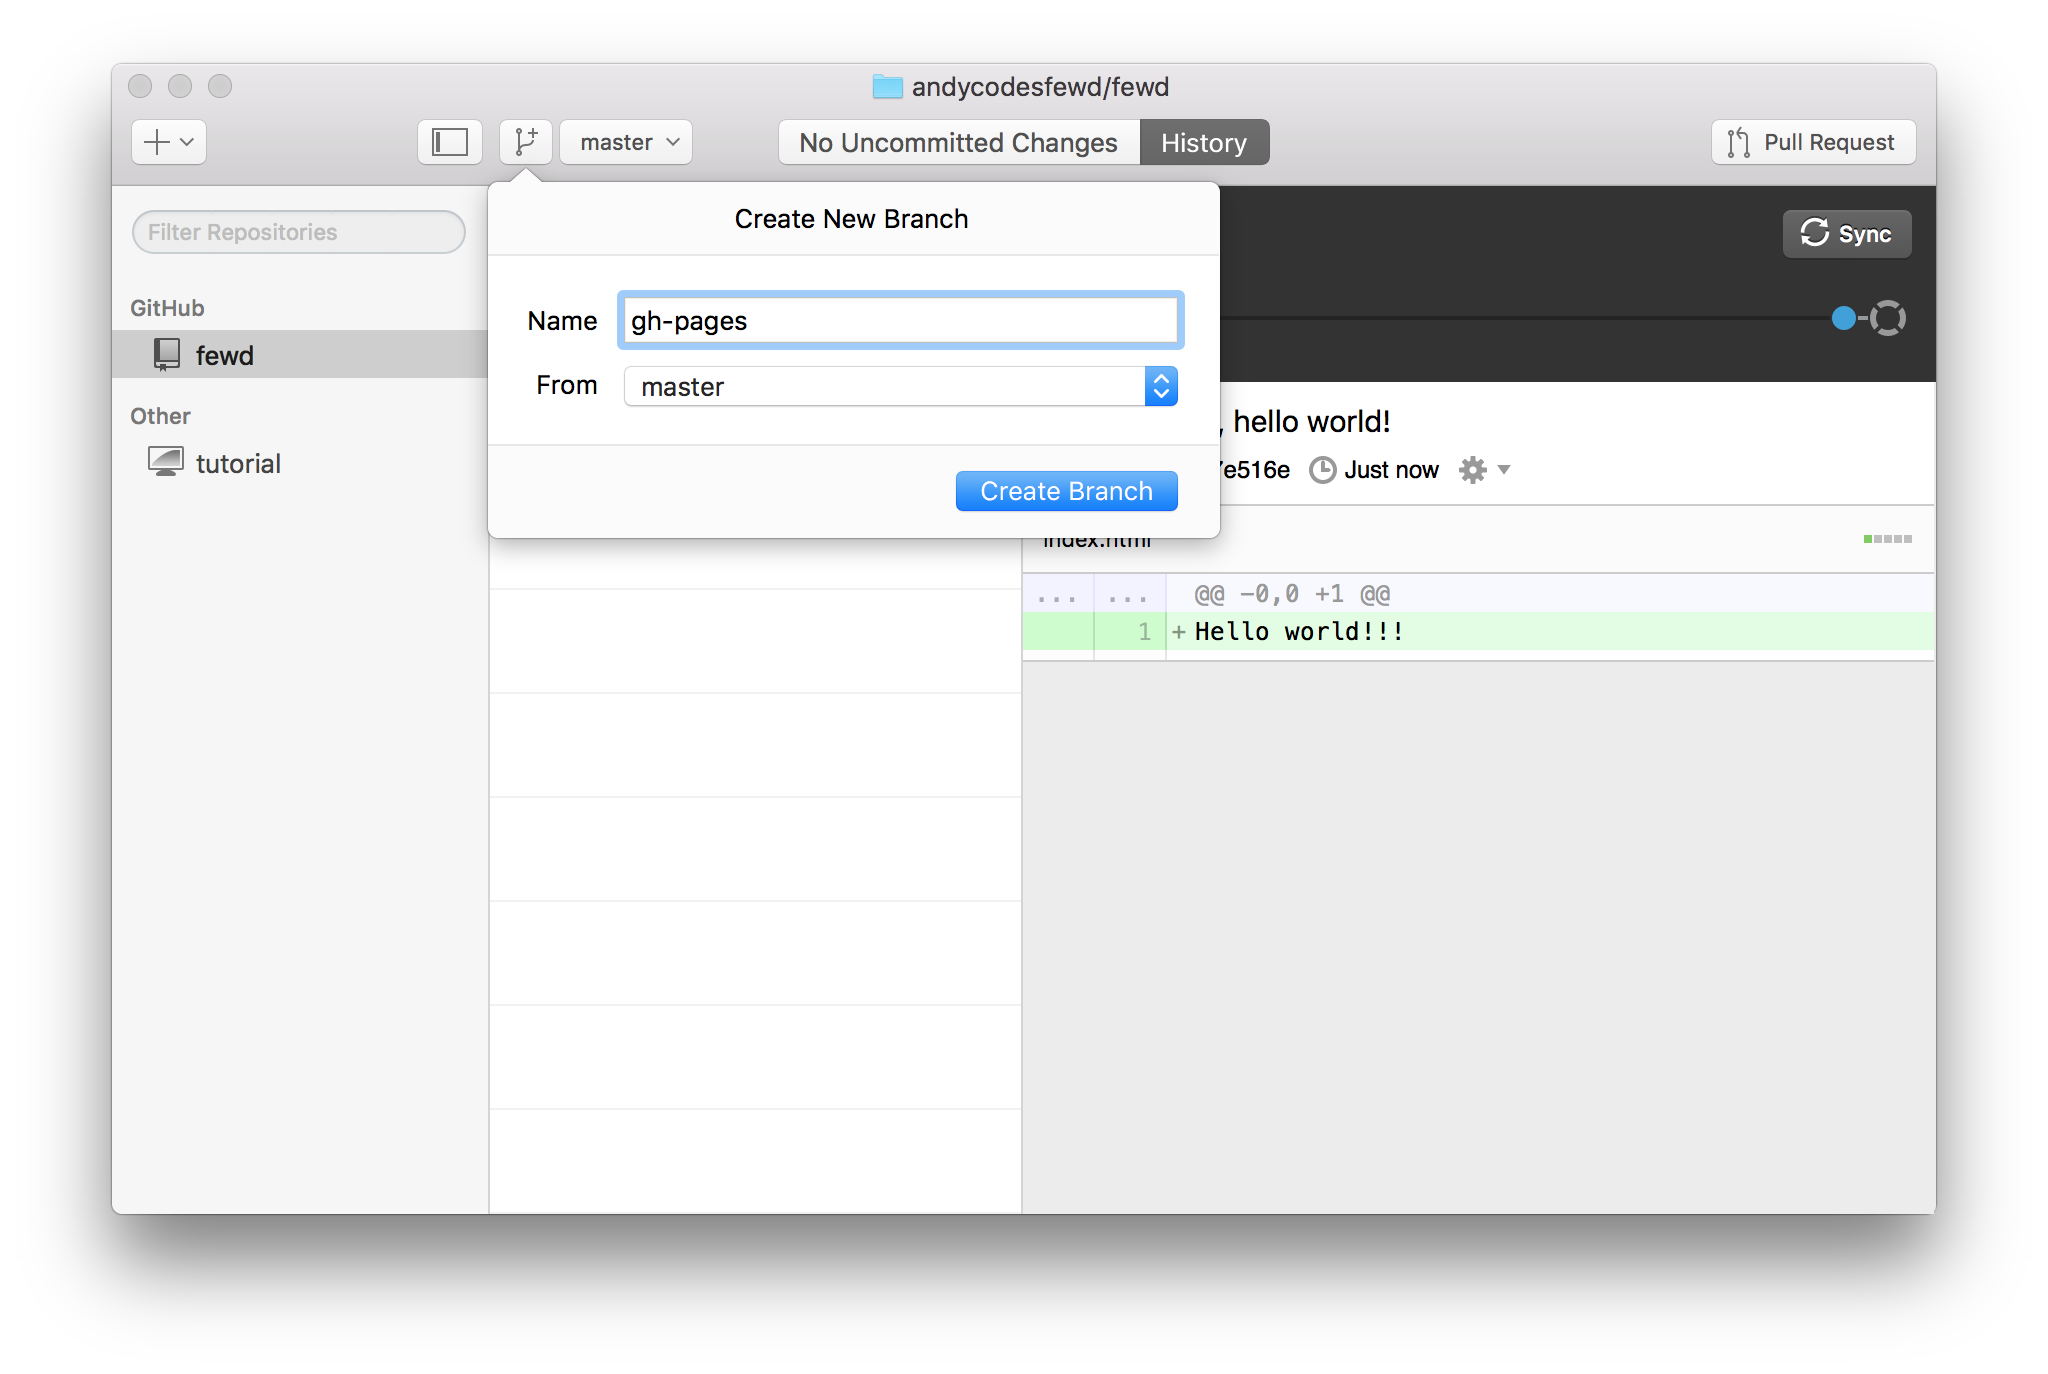 andycodesfewd/fewd
master
No Uncommitted Changes
History
Pull Request
Filter Repositories
GitHub
fewd
Other
tutorial
Create New Branch
Name
gh-pages
From
master
Create Branch
Sync
, hello world!
7e516e
Just now
index.html
... ... @@ -0,0 +1 @@
1 +Hello world!!!